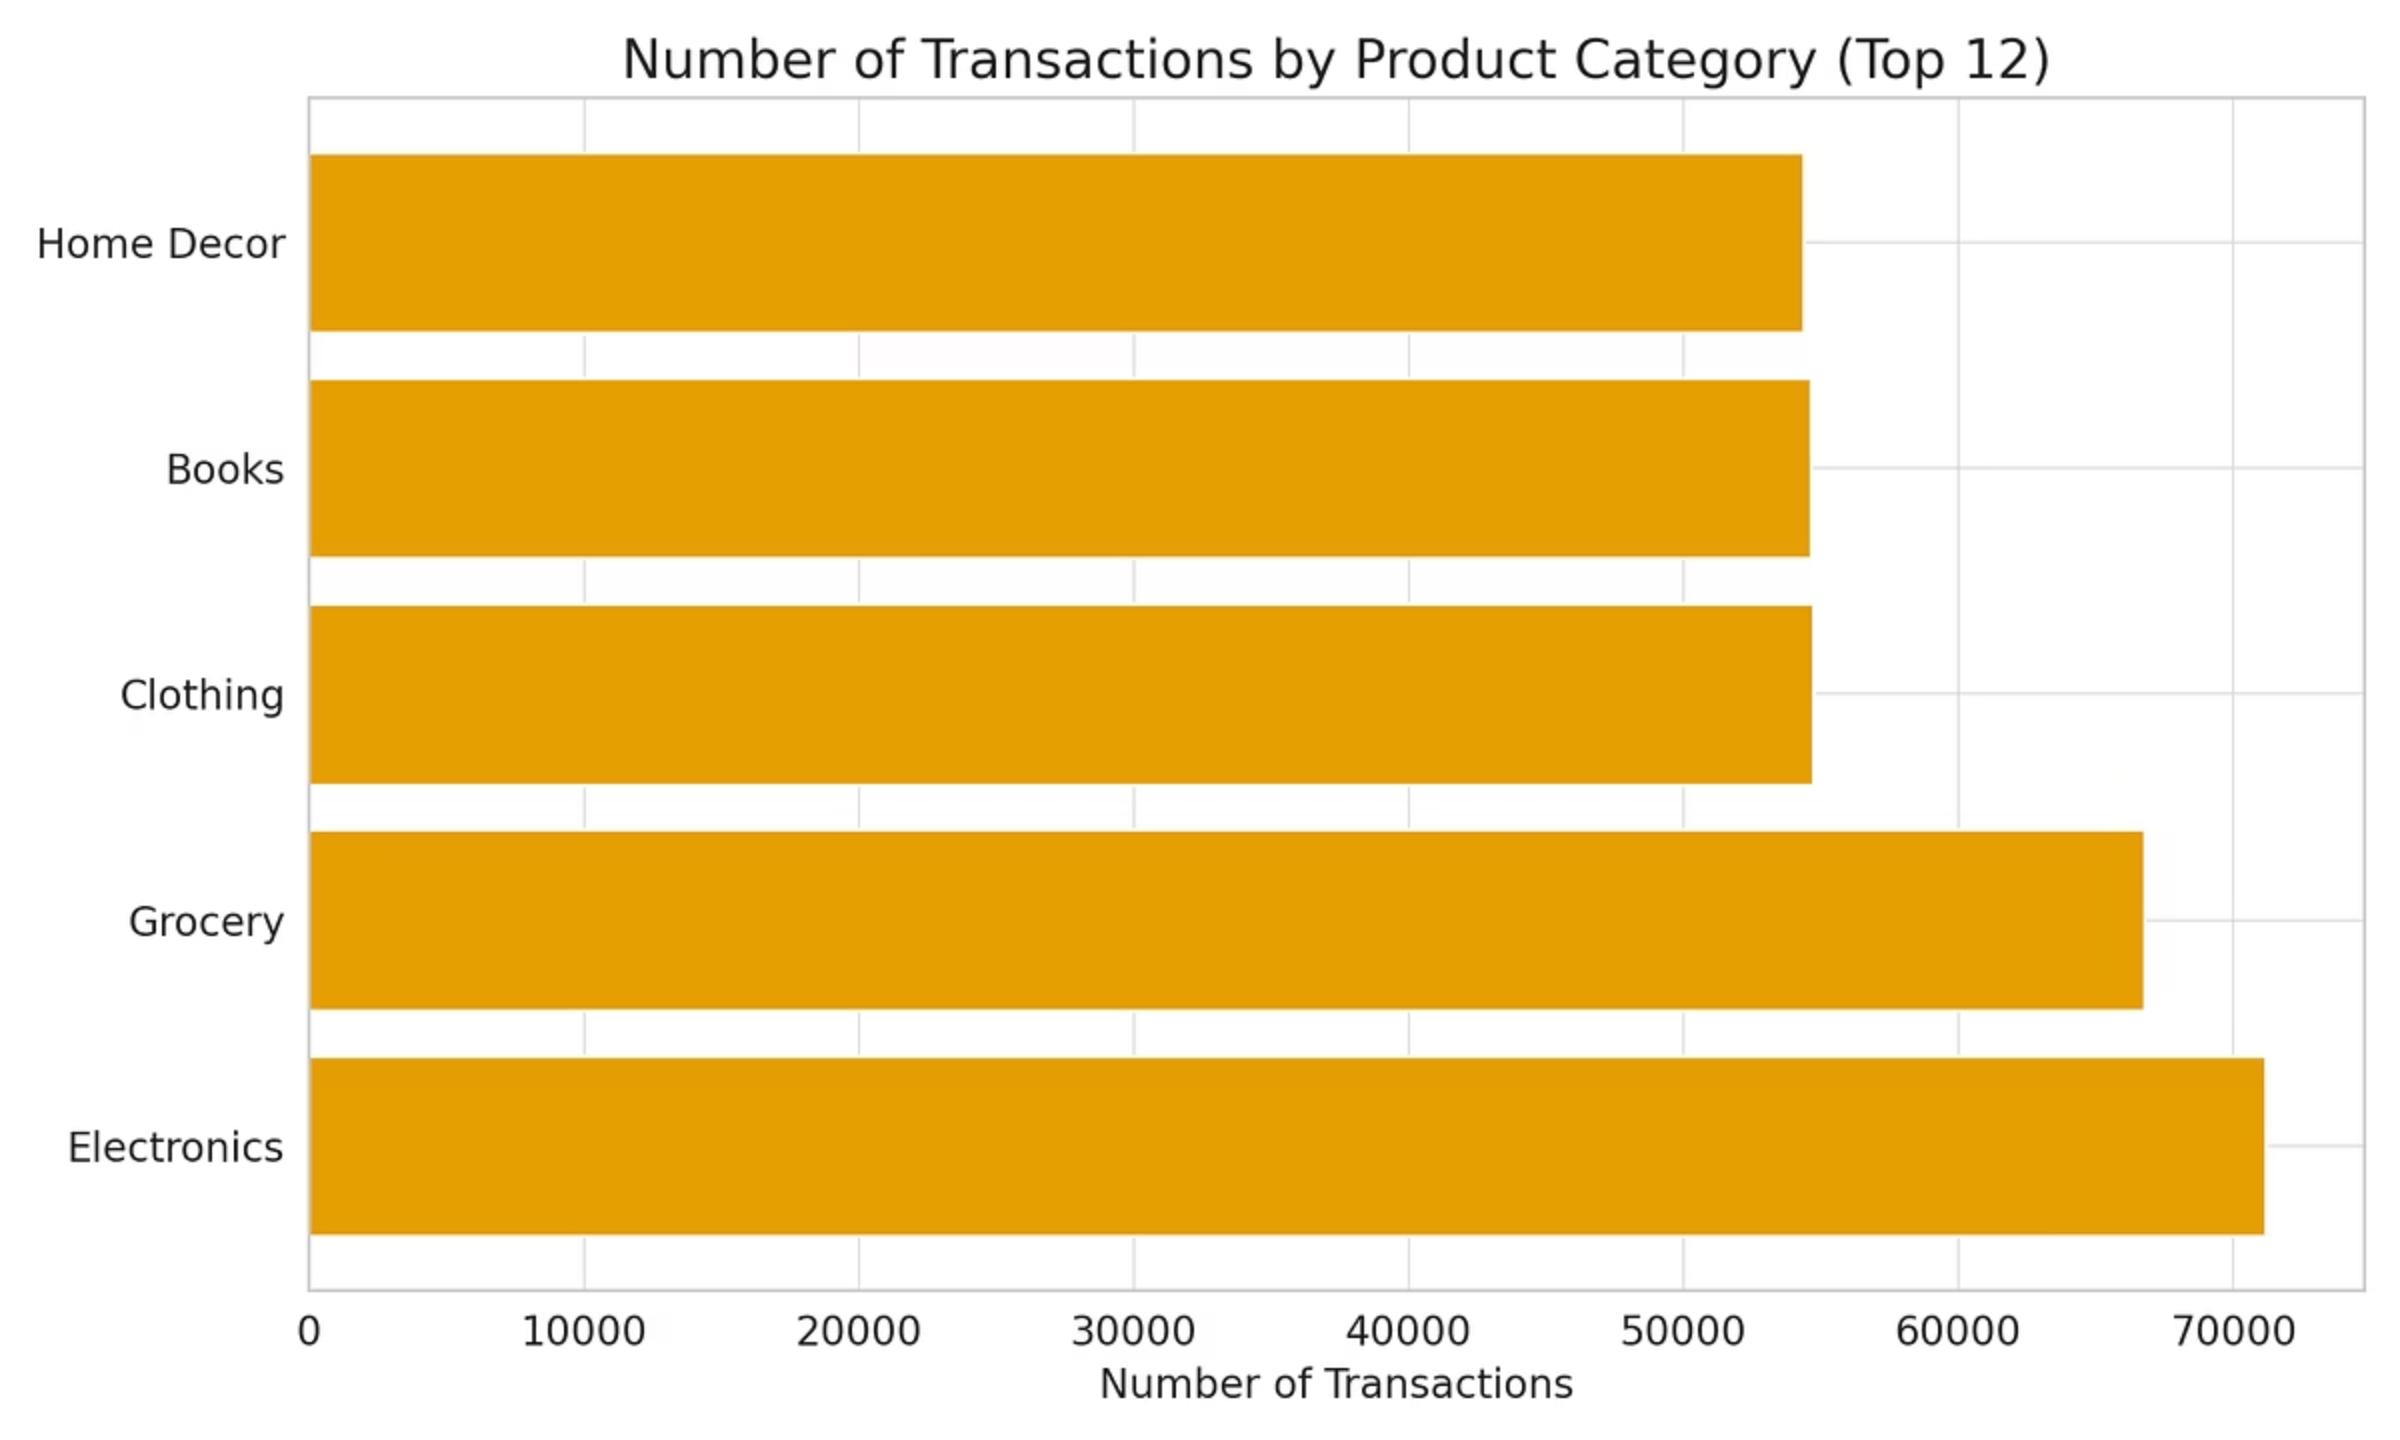 Number of Transactions by Product Category (Top 12)
Home Decor
Books
Clothing
Grocery
Electronics
0 10000 20000 30000 40000 50000 60000 70000
Number of Transactions